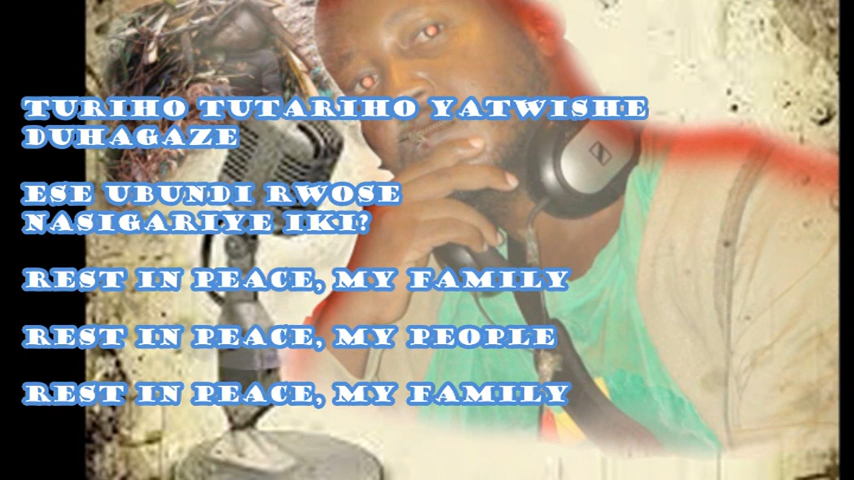 TURIHO TUTARIHO YATWISHE
DUHAGAZE
ESE UBUNDI RWOSE
NASIGARIYE IKI?
REST IN PEACE, MY FAMILY
REST IN PEACE, MY PEOPLE
REST IN PEACE, MY FAMILY